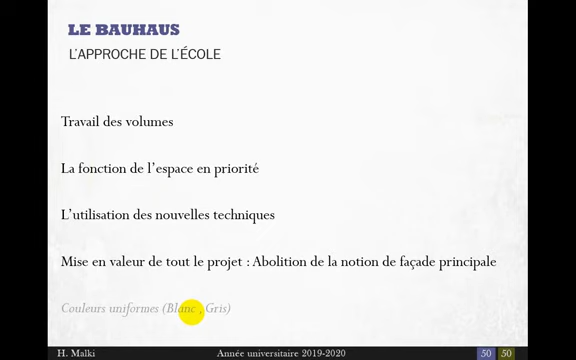 LE BAUHAUS
L'APPROCHE DE L'ÉCOLE
Travail des volumes
La fonction de l'espace en priorité
L'utilisation des nouvelles techniques
Mise en valeur de tout le projet : Abolition de la notion de façade principale
Couleurs uniformes (Blanc , Gris)
H. Malki Année universitaire 2019-2020 50 50